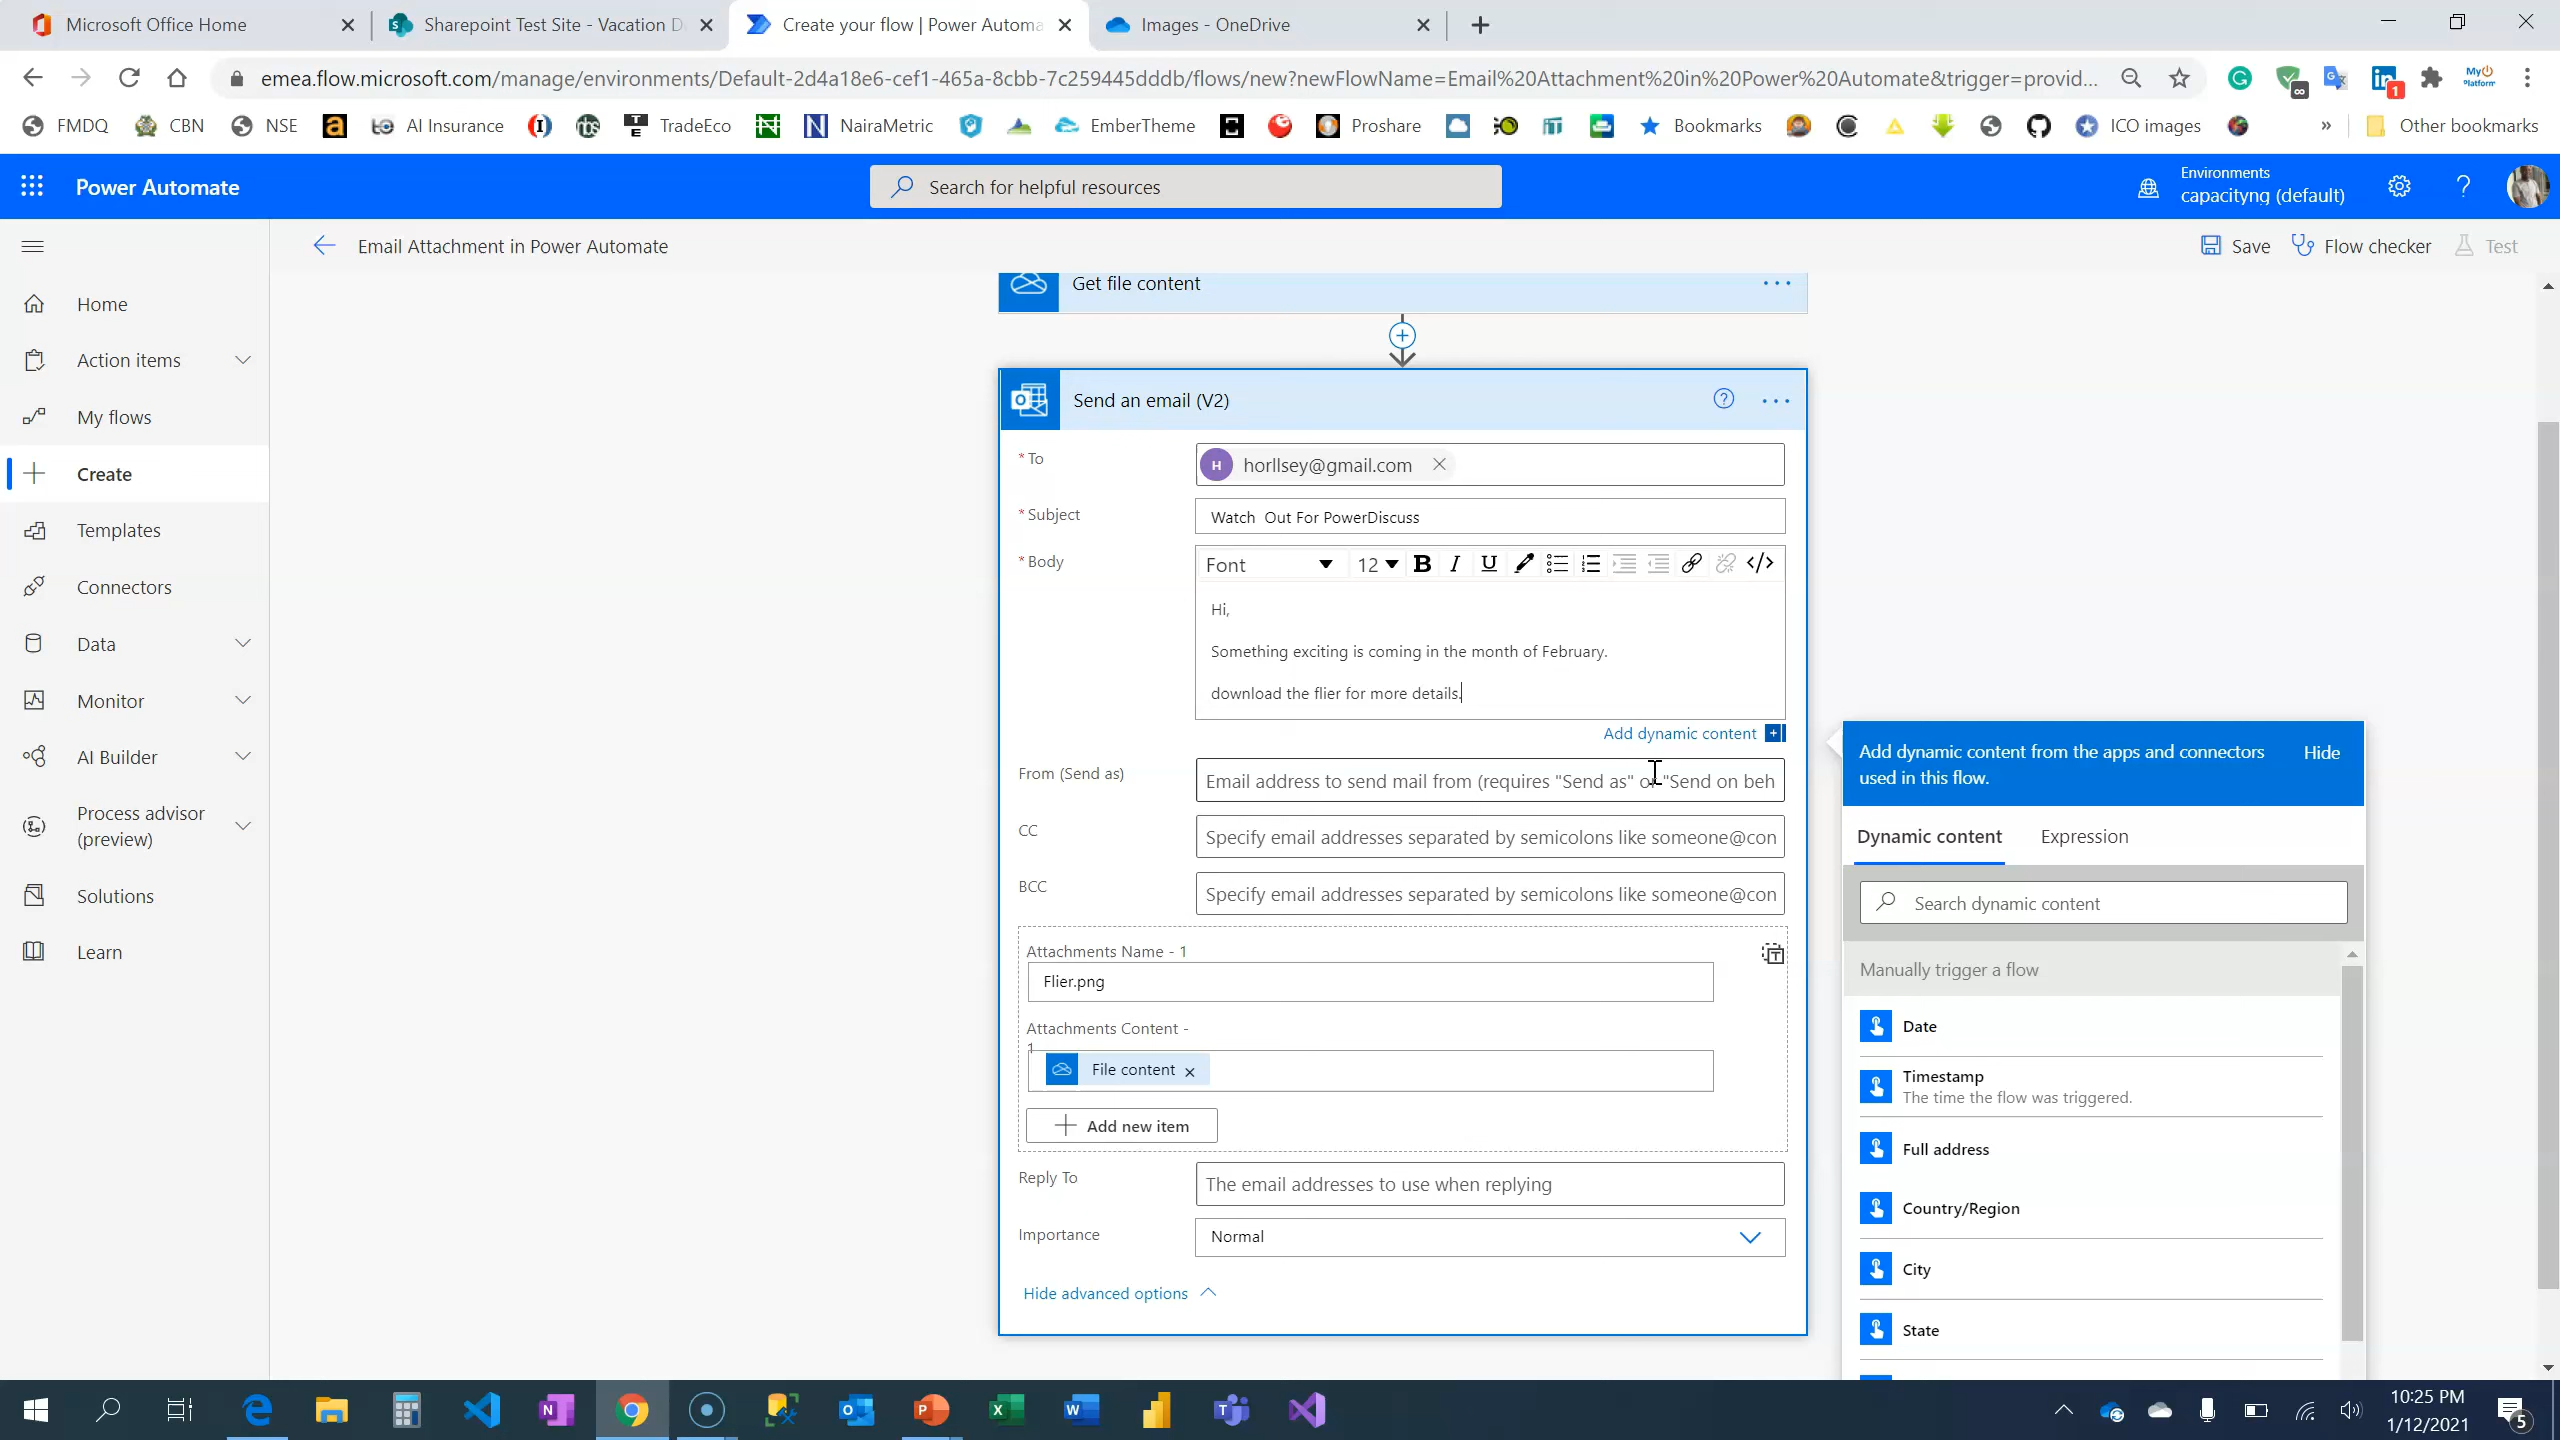 Microsoft Office Home
Sharepoint Test Site - Vacation D
Create your flow | Power Automa
Images - OneDrive
emea.flow.microsoft.com/manage/environments/Default-2d4a18e6-cef1-465a-8cbb-7c259445dddb/flows/new?newFlowName=Email%20Attachment%20in%20Power%20Automate&trigger=provid...
FMDQ
CBN
NSE
AI Insurance
TradeEco
NairaMetric
EmberTheme
Proshare
Bookmarks
ICO images
»
Other bookmarks
Power Automate
Search for helpful resources
Environments
capacityng (default)
Email Attachment in Power Automate
Save
Flow checker
Test
Home
Action items
My flows
Create
Templates
Connectors
Data
Monitor
AI Builder
Process advisor
(preview)
Solutions
Learn
Get file content
Send an email (V2)
* To
H
horllsey@gmail.com
* Subject
Watch  Out For PowerDiscuss
* Body
Font
12
B
I
U
</>
Hi,
Something exciting is coming in the month of February.
download the flier for more details.
Add dynamic content
From (Send as)
Email address to send mail from (requires "Send as" or "Send on beh
CC
Specify email addresses separated by semicolons like someone@con
BCC
Specify email addresses separated by semicolons like someone@con
Attachments Name - 1
Flier.png
Attachments Content -
1
File content
Add new item
Reply To
The email addresses to use when replying
Importance
Normal
Hide advanced options
Add dynamic content from the apps and connectors
used in this flow.
Hide
Dynamic content
Expression
Search dynamic content
Manually trigger a flow
Date
Timestamp
The time the flow was triggered.
Full address
Country/Region
City
State
10:25 PM
1/12/2021
5